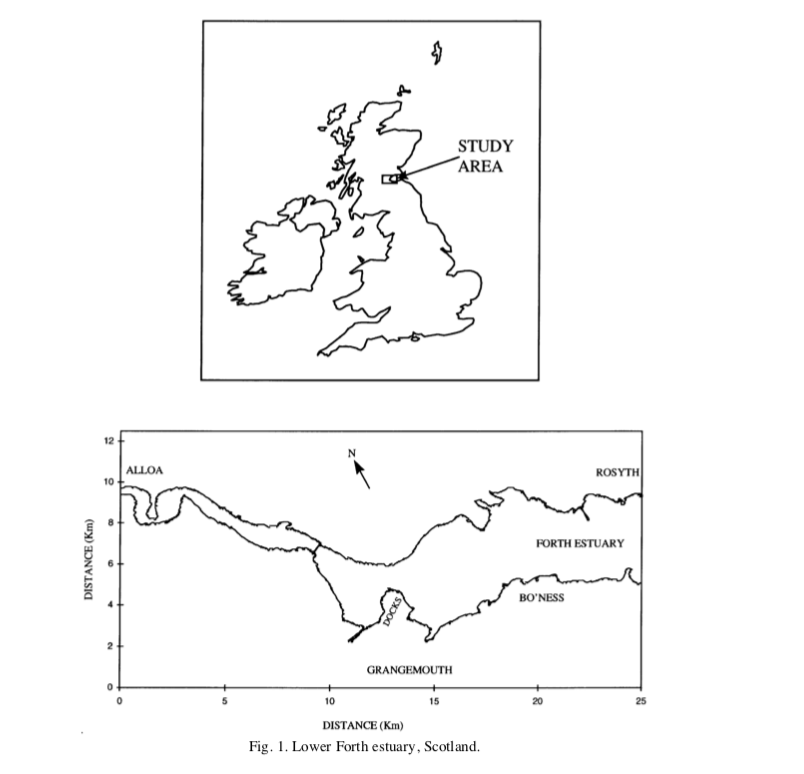 STUDY
AREA
12
N
ALLOA
ROSYTH
10
8
DISTANCE (Km)
FORTH ESTUARY
6
BO'NESS
4
DOCKS
2
GRANGEMOUTH
0
0 5 10 15 20 25
DISTANCE (Km)
Fig. 1. Lower Forth estuary, Scotland.